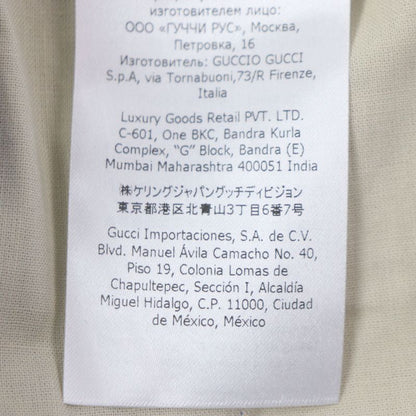 изготовителем лицо:
ООО «ГУЧЧИ РУС», Москва,
Петровка, 16
Изготовитель: GUCCIO GUCCI
S.p.A, via Tornabuoni,73/R Firenze,
Italia
Luxury Goods Retail PVT. LTD.
C-601, One BKC, Bandra Kurla
Complex, “G” Block, Bandra (E)
Mumbai Maharashtra 400051 India
㈱ケリングジャパングッチディビジョン
東京都港区北青山3丁目6番7号
Gucci Importaciones, S.A. de C.V.
Blvd. Manuel Ávila Camacho No. 40,
Piso 19, Colonia Lomas de
Chapultepec, Sección I, Alcaldía
Miguel Hidalgo, C.P. 11000, Ciudad
de México, México